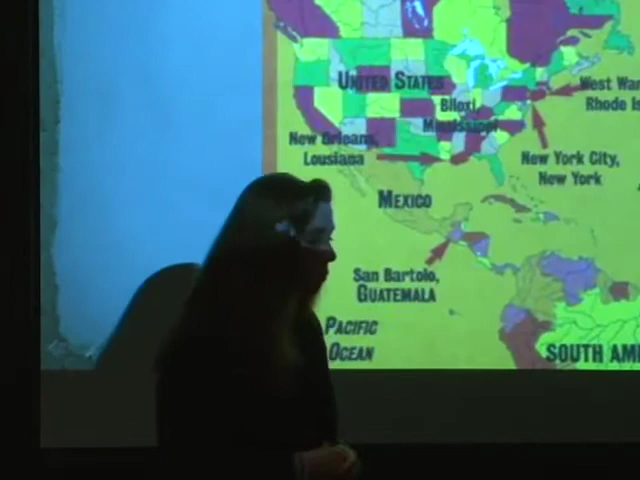 UNITED STATES
Biloxi,
Mississippi
West War
Rhode Is
New Orleans,
Lousiana
New York City,
New York
MEXICO
San Bartolo,
GUATEMALA
PACIFIC
OCEAN
SOUTH AM